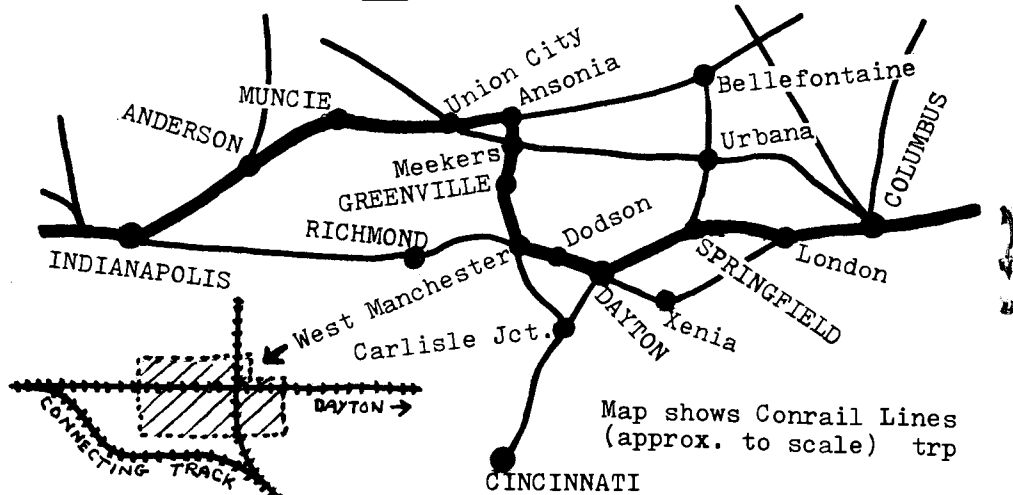 Union City
Ansonia
MUNCIE
Bellefontaine
ANDERSON
Urbana
COLUMBUS
Meekers
GREENVILLE
RICHMOND
Dodson
INDIANAPOLIS
West Manchester
SPRINGFIELD
London
DAYTON
Xenia
Carlisle Jct.
CONNECTING TRACK
DAYTON →
Map shows Conrail Lines
(approx. to scale) trp
CINCINNATI